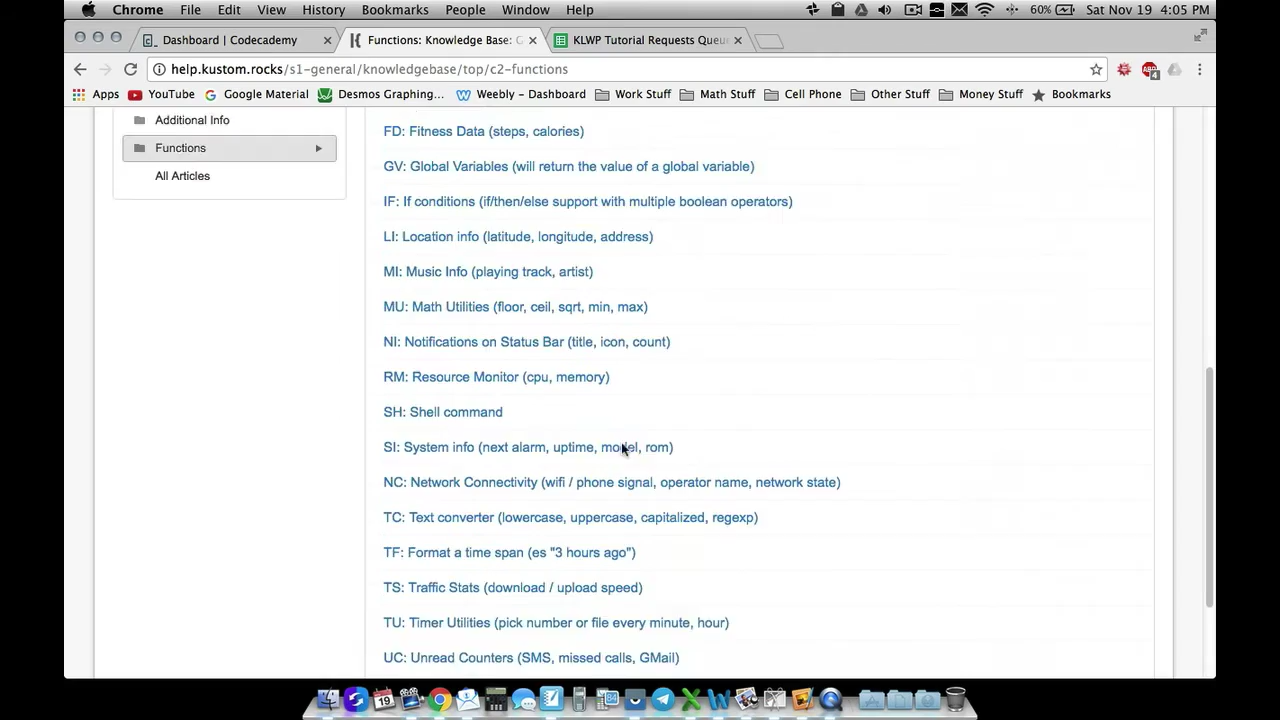 Chrome File Edit View History Bookmarks People Window Help 60% Sat Nov 19 4:05 PM
Dashboard | Codecademy Functions: Knowledge Base: G KLWP Tutorial Requests Queu
help.kustom.rocks/s1-general/knowledgebase/top/c2-functions
Apps YouTube Google Material Desmos Graphing... Weebly - Dashboard Work Stuff Math Stuff Cell Phone Other Stuff Money Stuff Bookmarks
Additional Info
Functions
All Articles
FD: Fitness Data (steps, calories)
GV: Global Variables (will return the value of a global variable)
IF: If conditions (if/then/else support with multiple boolean operators)
LI: Location info (latitude, longitude, address)
MI: Music Info (playing track, artist)
MU: Math Utilities (floor, ceil, sqrt, min, max)
NI: Notifications on Status Bar (title, icon, count)
RM: Resource Monitor (cpu, memory)
SH: Shell command
SI: System info (next alarm, uptime, model, rom)
NC: Network Connectivity (wifi / phone signal, operator name, network state)
TC: Text converter (lowercase, uppercase, capitalized, regexp)
TF: Format a time span (es "3 hours ago")
TS: Traffic Stats (download / upload speed)
TU: Timer Utilities (pick number or file every minute, hour)
UC: Unread Counters (SMS, missed calls, GMail)